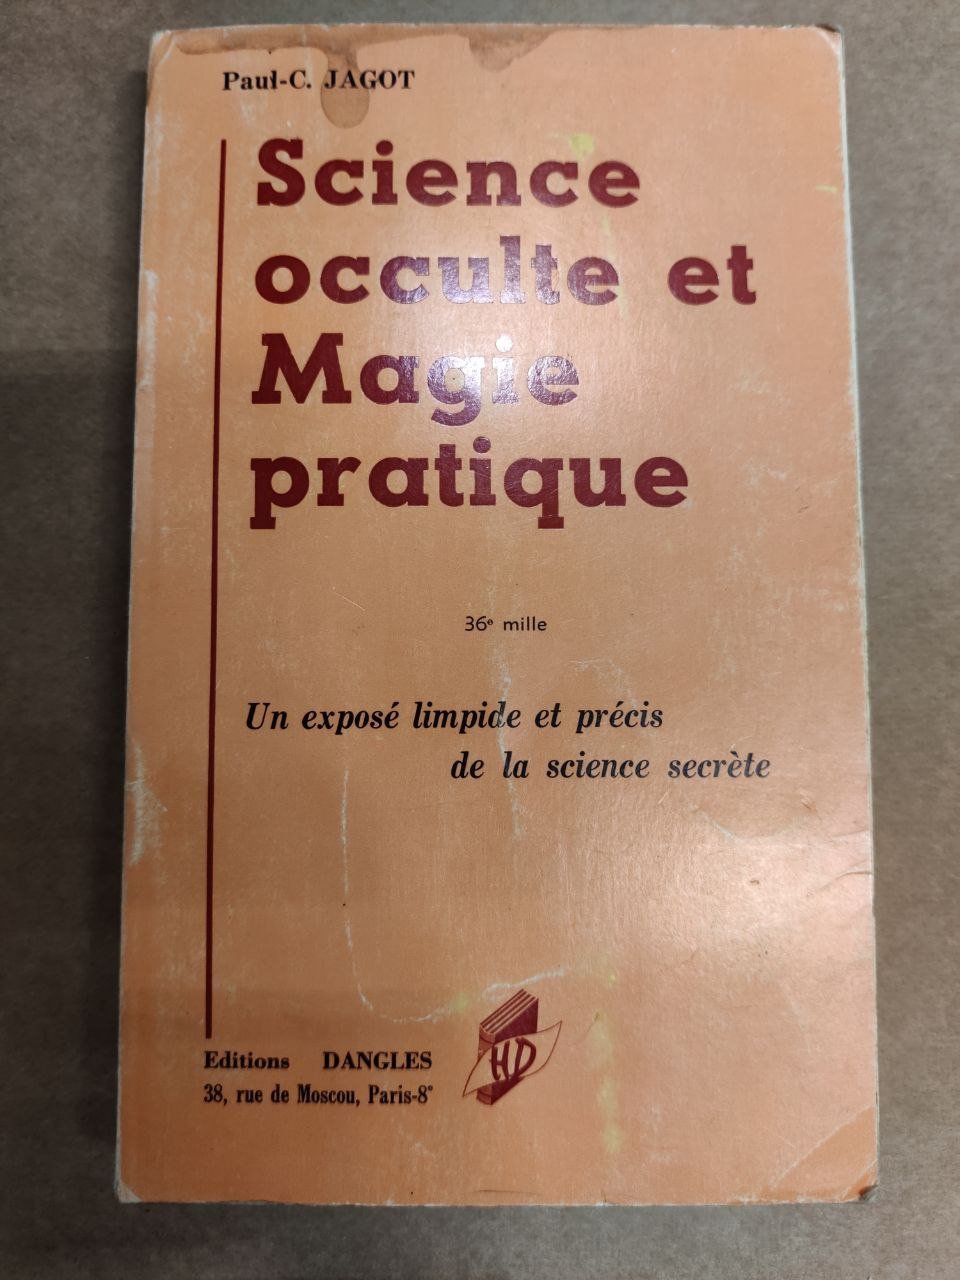 Paul-C. JAGOT
Science
occulte et
Magie
pratique
36e mille
Un exposé limpide et précis
de la science secrète
Editions DANGLES
38, rue de Moscou, Paris-8e
HD